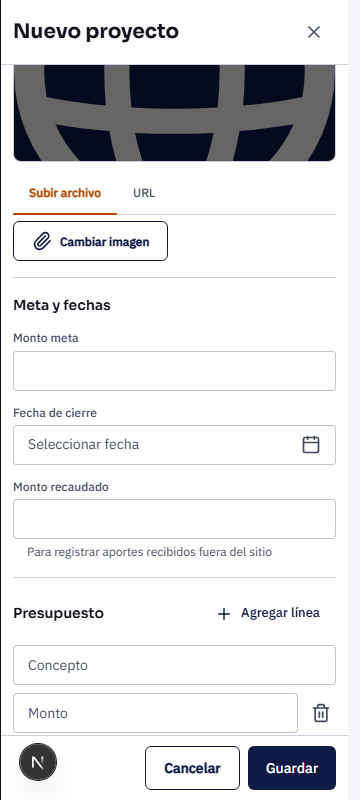 Nuevo proyecto
Subir archivo
URL
Cambiar imagen
Meta y fechas
Monto meta
Fecha de cierre
Seleccionar fecha
Monto recaudado
Para registrar aportes recibidos fuera del sitio
Presupuesto
Agregar línea
Concepto
Monto
N
Cancelar
Guardar